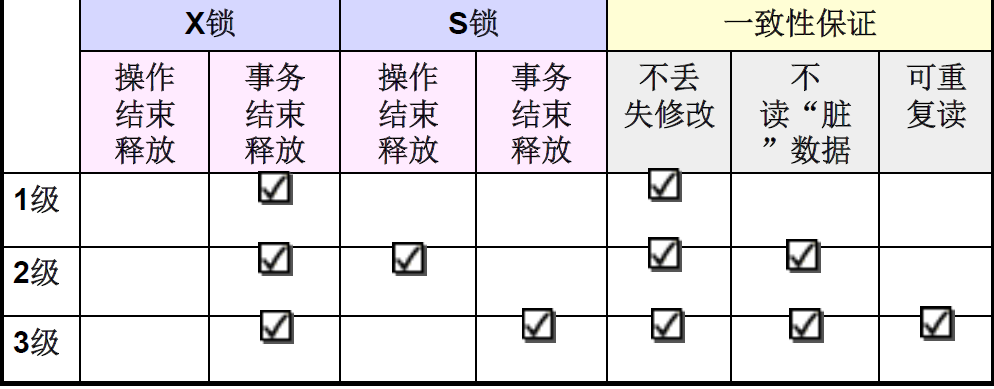 X锁 S锁 一致性保证
操作 事务 操作 事务 不丢 不 可重
结束 结束 结束 结束 失修改 读“脏 复读
释放 释放 释放 释放 ”数据
1级
2级
3级